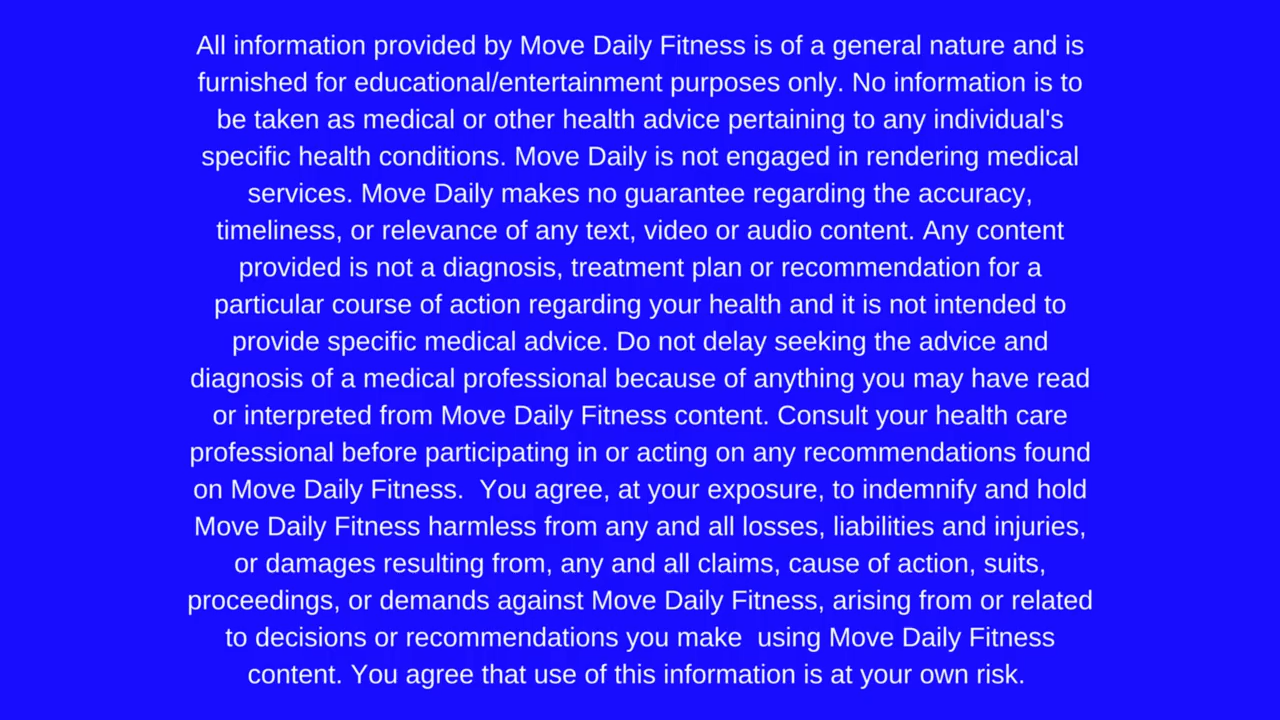 All information provided by Move Daily Fitness is of a general nature and is
furnished for educational/entertainment purposes only. No information is to
be taken as medical or other health advice pertaining to any individual's
specific health conditions. Move Daily is not engaged in rendering medical
services. Move Daily makes no guarantee regarding the accuracy,
timeliness, or relevance of any text, video or audio content. Any content
provided is not a diagnosis, treatment plan or recommendation for a
particular course of action regarding your health and it is not intended to
provide specific medical advice. Do not delay seeking the advice and
diagnosis of a medical professional because of anything you may have read
or interpreted from Move Daily Fitness content. Consult your health care
professional before participating in or acting on any recommendations found
on Move Daily Fitness.  You agree, at your exposure, to indemnify and hold
Move Daily Fitness harmless from any and all losses, liabilities and injuries,
or damages resulting from, any and all claims, cause of action, suits,
proceedings, or demands against Move Daily Fitness, arising from or related
to decisions or recommendations you make  using Move Daily Fitness
content. You agree that use of this information is at your own risk.